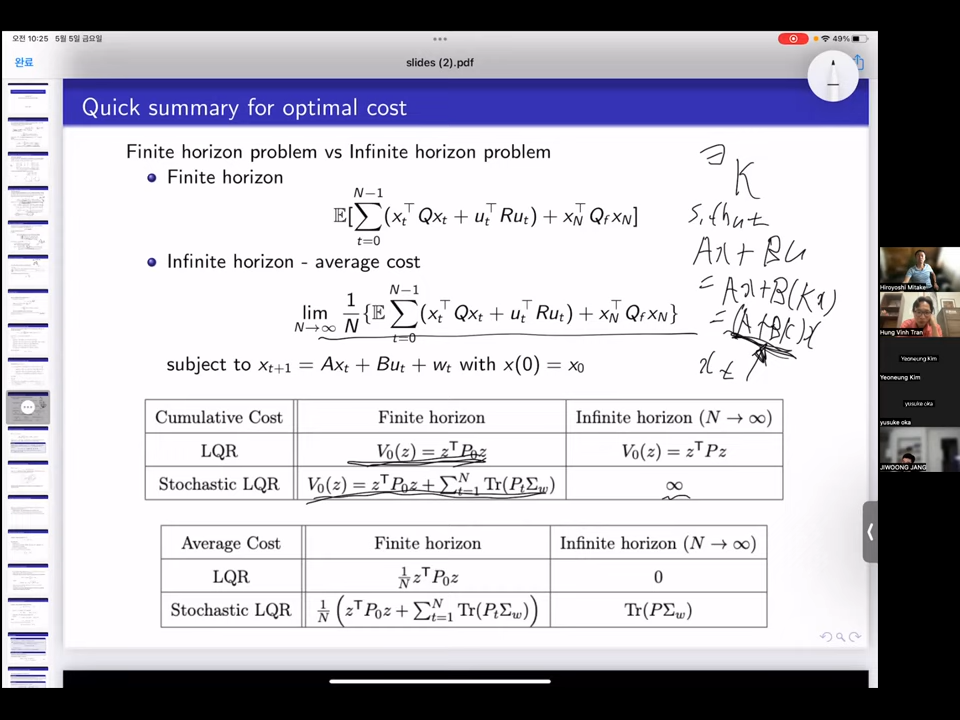 오전 10:25 5월 5일 금요일
49%
완료
slides (2).pdf
Quick summary for optimal cost
Finite horizon problem vs Infinite horizon problem
• Finite horizon
𝔼[∑_{t=0}^{N−1}(x_t^⊤Qx_t + u_t^⊤Ru_t) + x_N^⊤Q_f x_N]
• Infinite horizon - average cost
lim_{N→∞} 1/N {𝔼 ∑_{t=0}^{N−1}(x_t^⊤Qx_t + u_t^⊤Ru_t) + x_N^⊤Q_f x_N}
subject to x_{t+1} = Ax_t + Bu_t + w_t with x(0) = x_0
∃
K
s.that
Ax + Bu
= Ax + B(Kx)
= (A+BK)x
x_t
Cumulative Cost Finite horizon Infinite horizon (N → ∞)
LQR V_0(z) = z^T P_0 z V_0(z) = z^T Pz
Stochastic LQR V_0(z) = z^T P_0 z + ∑_{t=1}^N Tr(P_t Σ_w) ∞
Average Cost Finite horizon Infinite horizon (N → ∞)
LQR 1/N z^T P_0 z 0
Stochastic LQR 1/N (z^T P_0 z + ∑_{t=1}^N Tr(P_t Σ_w)) Tr(PΣ_w)
Hiroyoshi Mitake
Hung Vinh Tran
Yeoneung Kim
Yeoneung Kim
yusuke oka
yusuke oka
JIWOONG JANG